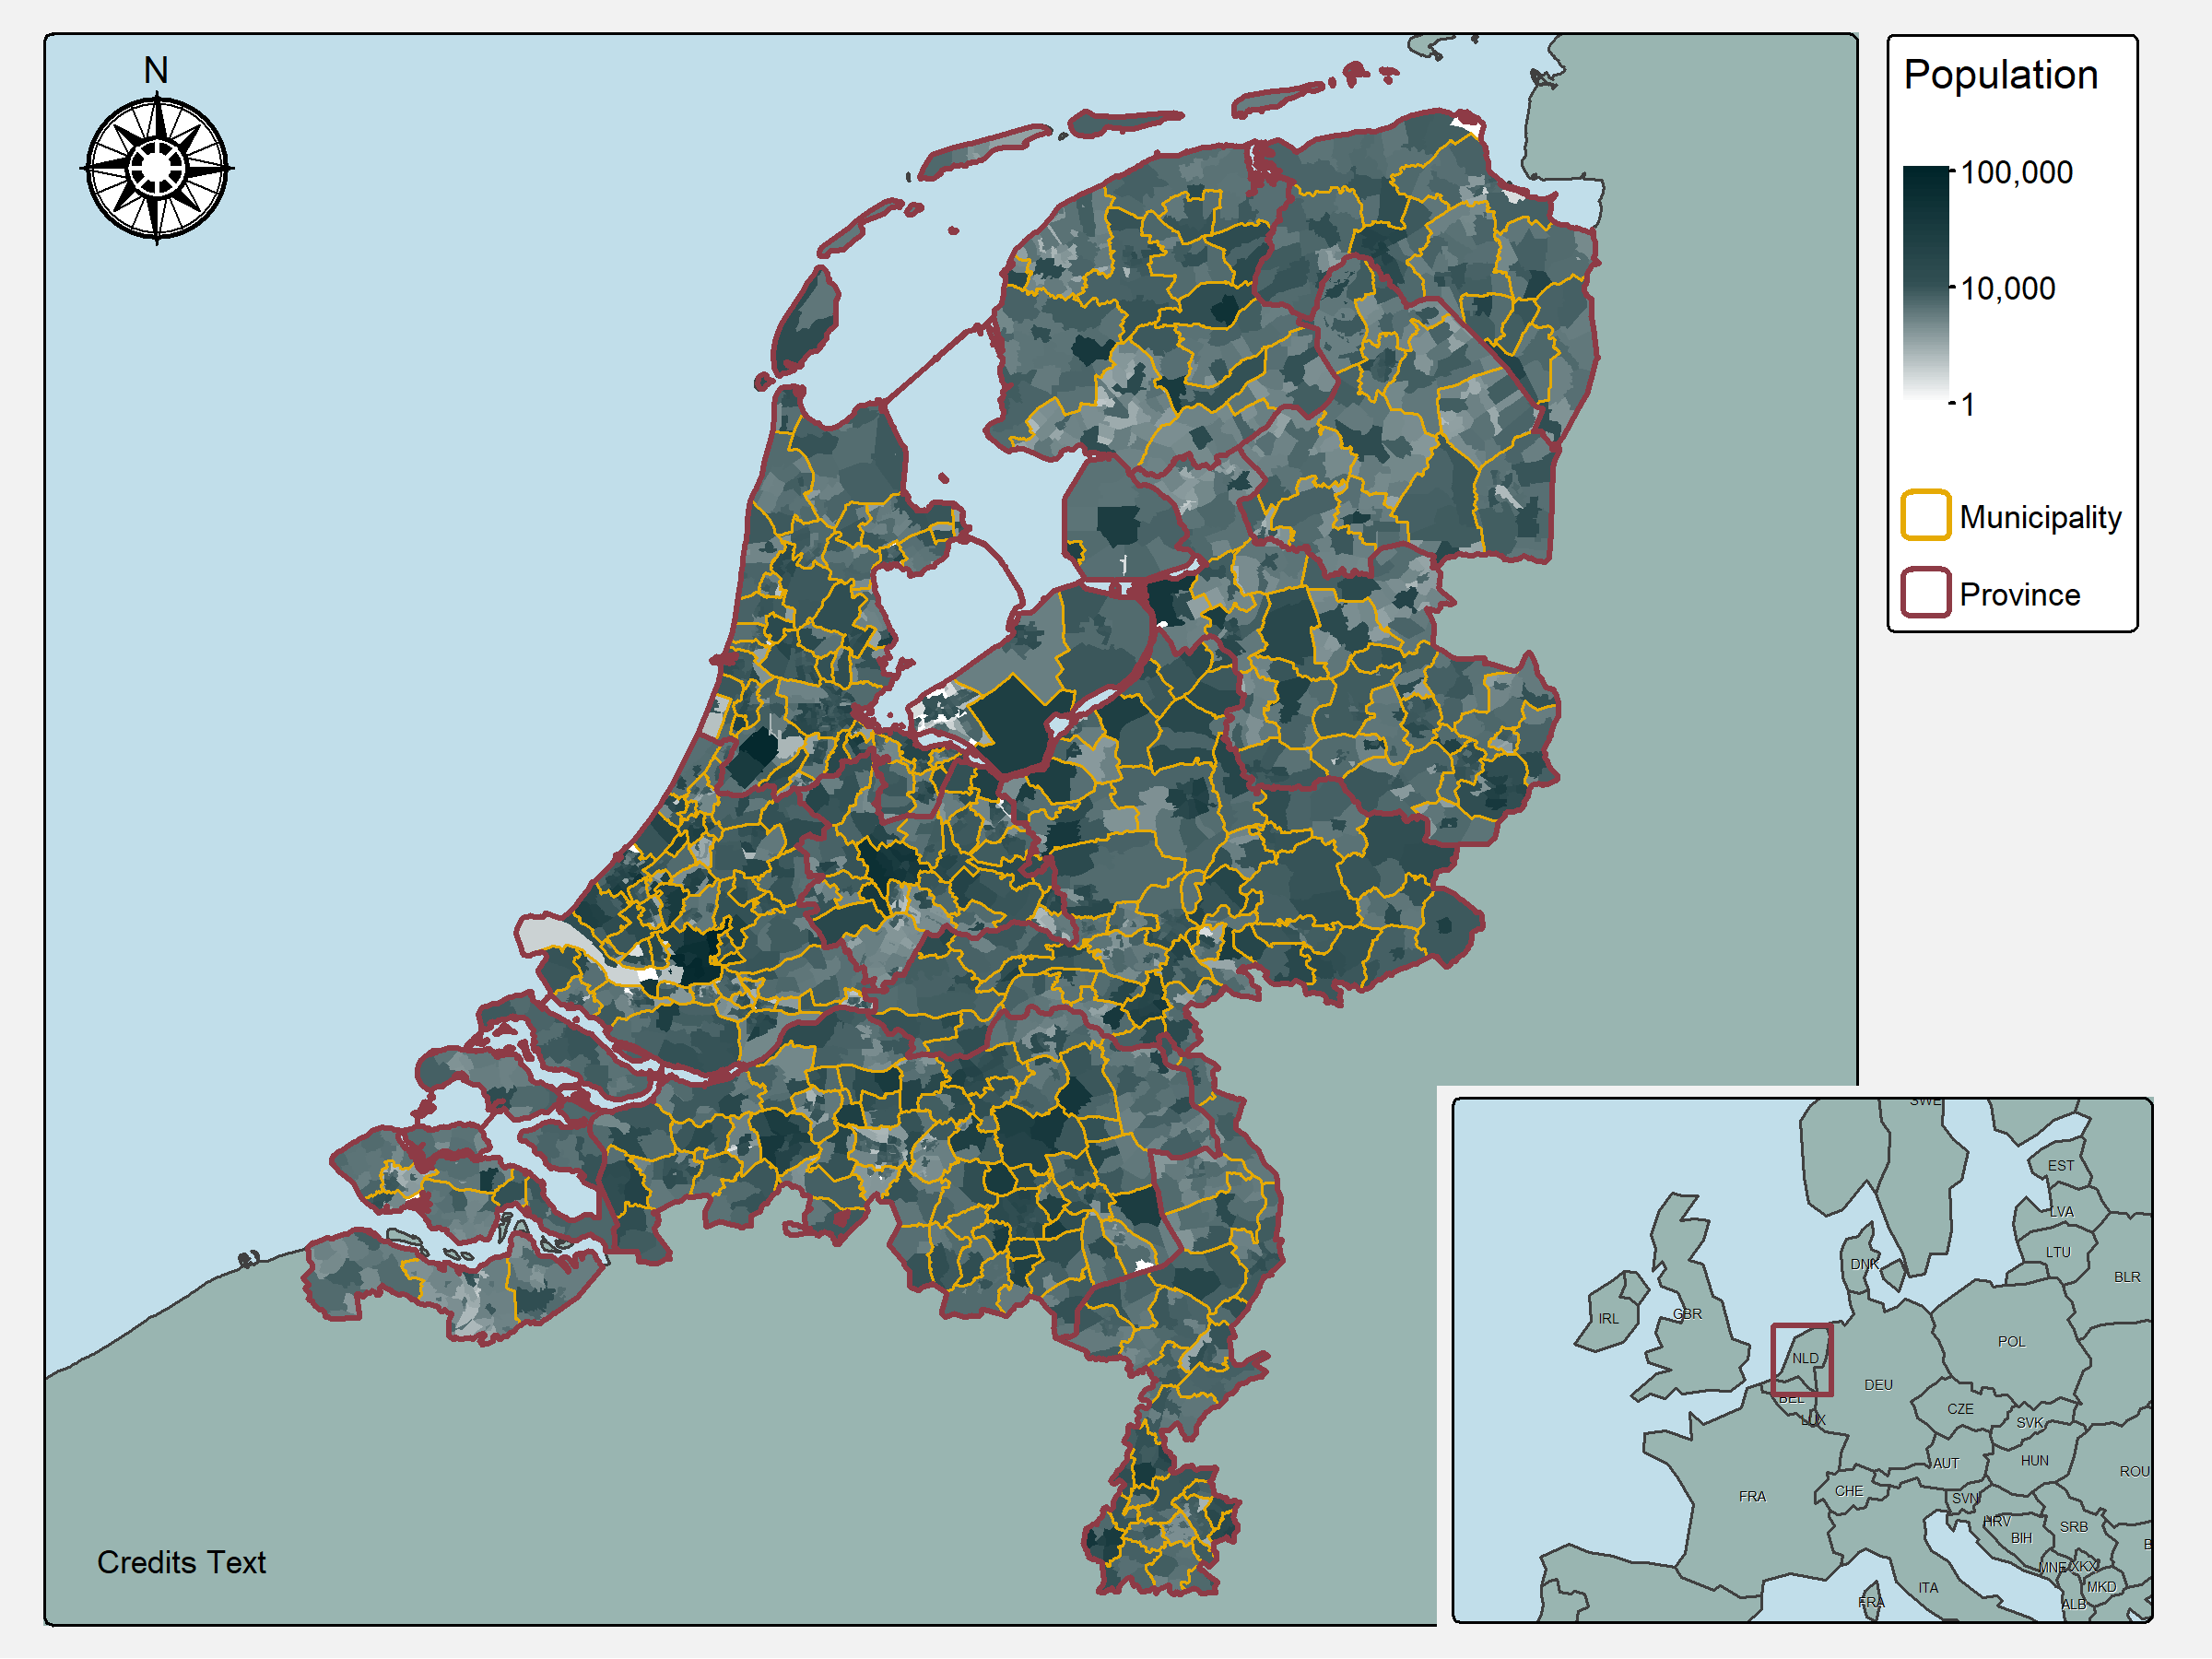 N
Population
100,000
10,000
1
Municipality
Province
Credits Text
SWE
EST
LVA
LTU
DNK
BLR
IRL
GBR
POL
NLD
DEU
BEL
LUX
CZE
SVK
AUT
HUN
ROU
FRA
CHE
SVN
HRV
BIH
SRB
B
MNE
XKX
MKD
ITA
FRA
ALB